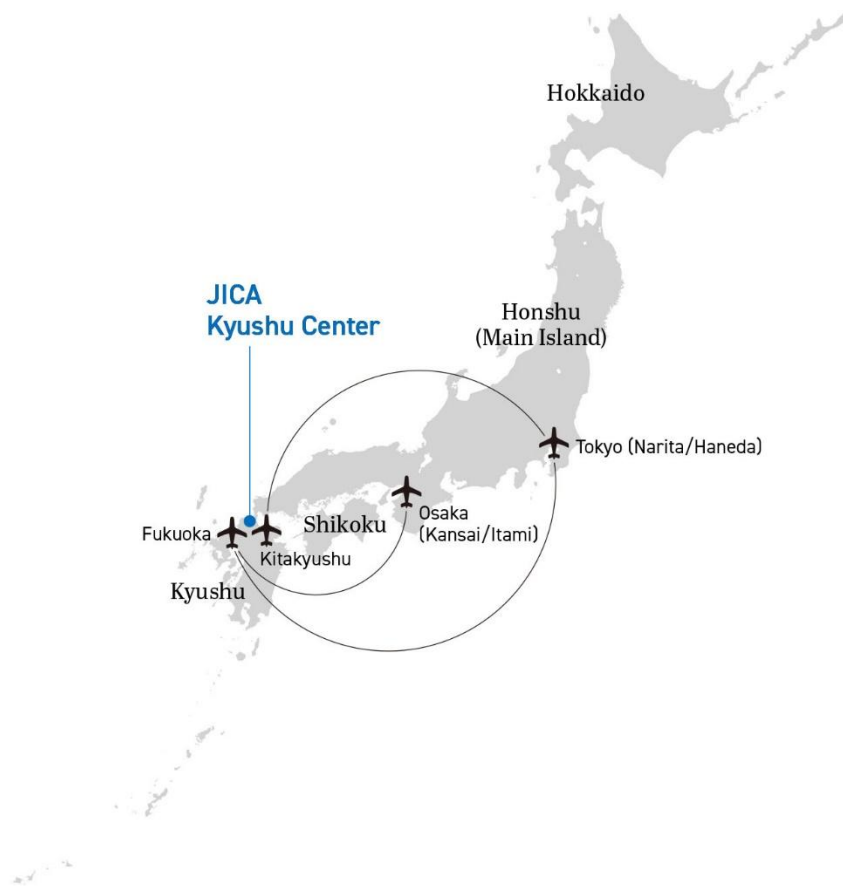 Hokkaido
JICA
Kyushu Center
Honshu
(Main Island)
Tokyo (Narita/Haneda)
Osaka
(Kansai/Itami)
Shikoku
Fukuoka
Kitakyushu
Kyushu